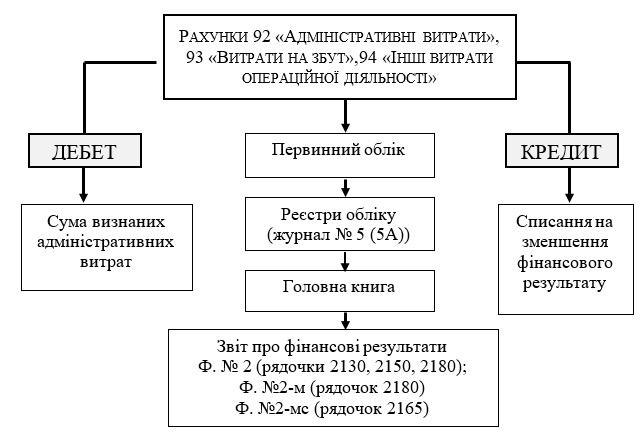 РАХУНКИ 92 «АДМІНІСТРАТИВНІ ВИТРАТИ»,
93 «ВИТРАТИ НА ЗБУТ»,94 «ІНШІ ВИТРАТИ
ОПЕРАЦІЙНОЇ ДІЯЛЬНОСТІ»
ДЕБЕТ
Первинний облік
КРЕДИТ
Сума визнаних
адміністративних
витрат
Реєстри обліку
(журнал № 5 (5А))
Списання на
зменшення
фінансового
результату
Головна книга
Звіт про фінансові результати
Ф. № 2 (рядочки 2130, 2150, 2180);
Ф. №2-м (рядочок 2180)
Ф. №2-мс (рядочок 2165)